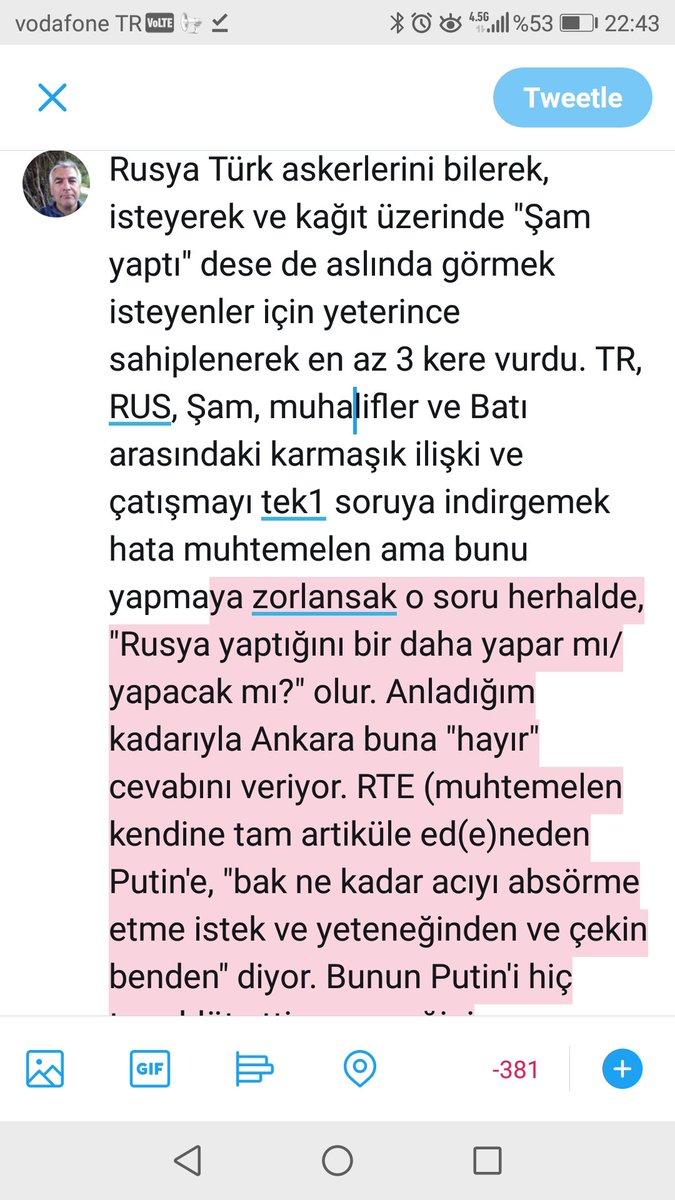 vodafone TR VoLTE 4.5G %53 22:43
Tweetle
Rusya Türk askerlerini bilerek,
isteyerek ve kağıt üzerinde "Şam
yaptı" dese de aslında görmek
isteyenler için yeterince
sahiplenerek en az 3 kere vurdu. TR,
RUS, Şam, muhalifler ve Batı
arasındaki karmaşık ilişki ve
çatışmayı tek1 soruya indirgemek
hata muhtemelen ama bunu
yapmaya zorlansak o soru herhalde,
"Rusya yaptığını bir daha yapar mı/
yapacak mı?" olur. Anladığım
kadarıyla Ankara buna "hayır"
cevabını veriyor. RTE (muhtemelen
kendine tam artiküle ed(e)neden
Putin'e, "bak ne kadar acıyı absörme
etme istek ve yeteneğinden ve çekin
benden" diyor. Bunun Putin'i hiç
GIF -381